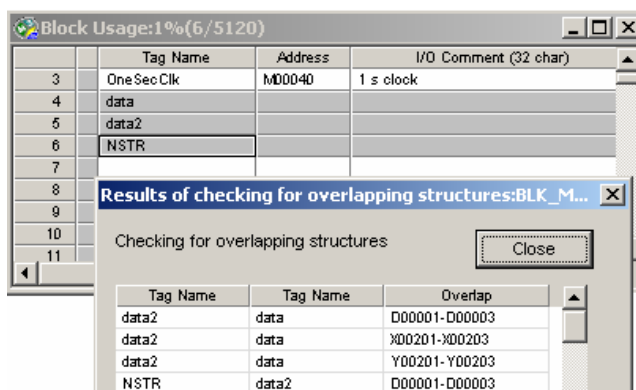 Block Usage:1%(6/5120)
Tag Name Address I/O Comment (32 char)
3 OneSecClk M00040 1 s clock
4 data
5 data2
6 NSTR
7
8
9
10
11
Results of checking for overlapping structures:BLK_M...
Checking for overlapping structures
Close
Tag Name Tag Name Overlap
data2 data D00001-D00003
data2 data X00201-X00203
data2 data Y00201-Y00203
NSTR data2 D00001-D00003